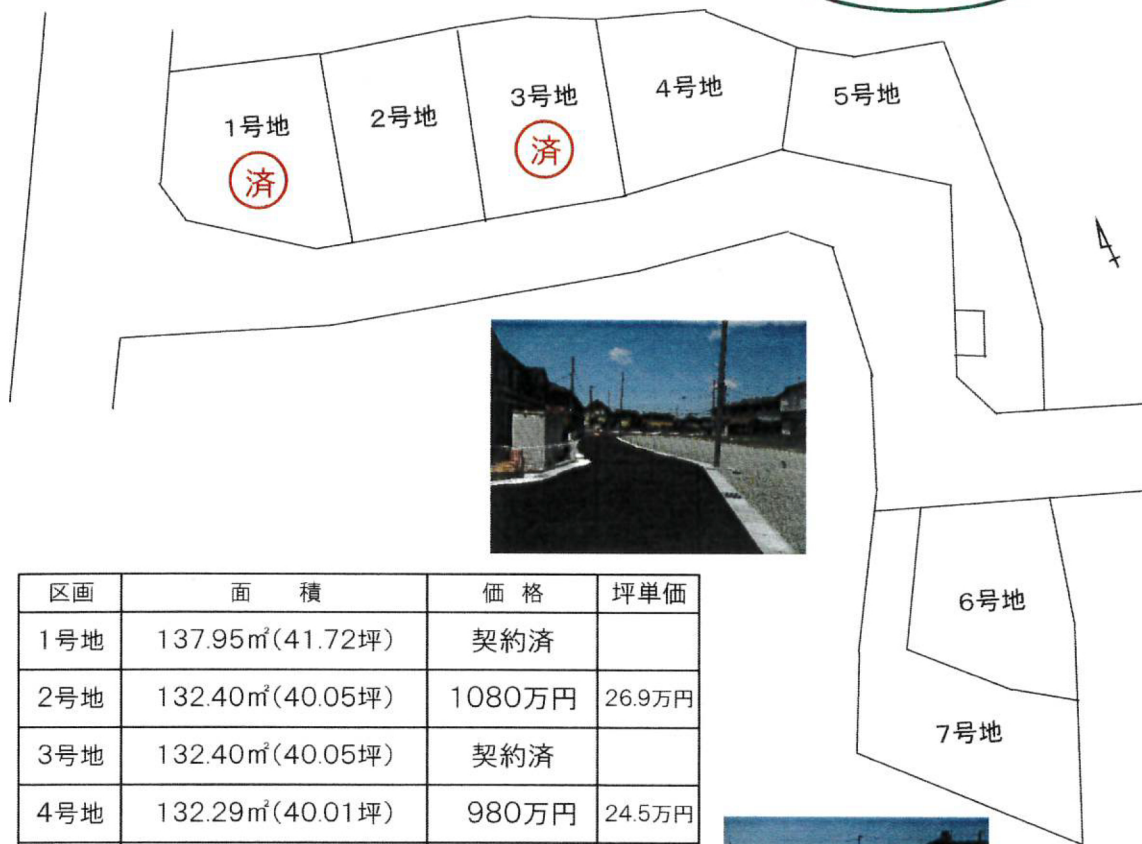 1号地
済
2号地
3号地
済
4号地
5号地
6号地
7号地
区画 面 積 価 格 坪単価
1号地 137.95㎡(41.72坪) 契約済
2号地 132.40㎡(40.05坪) 1080万円 26.9万円
3号地 132.40㎡(40.05坪) 契約済
4号地 132.29㎡(40.01坪) 980万円 24.5万円